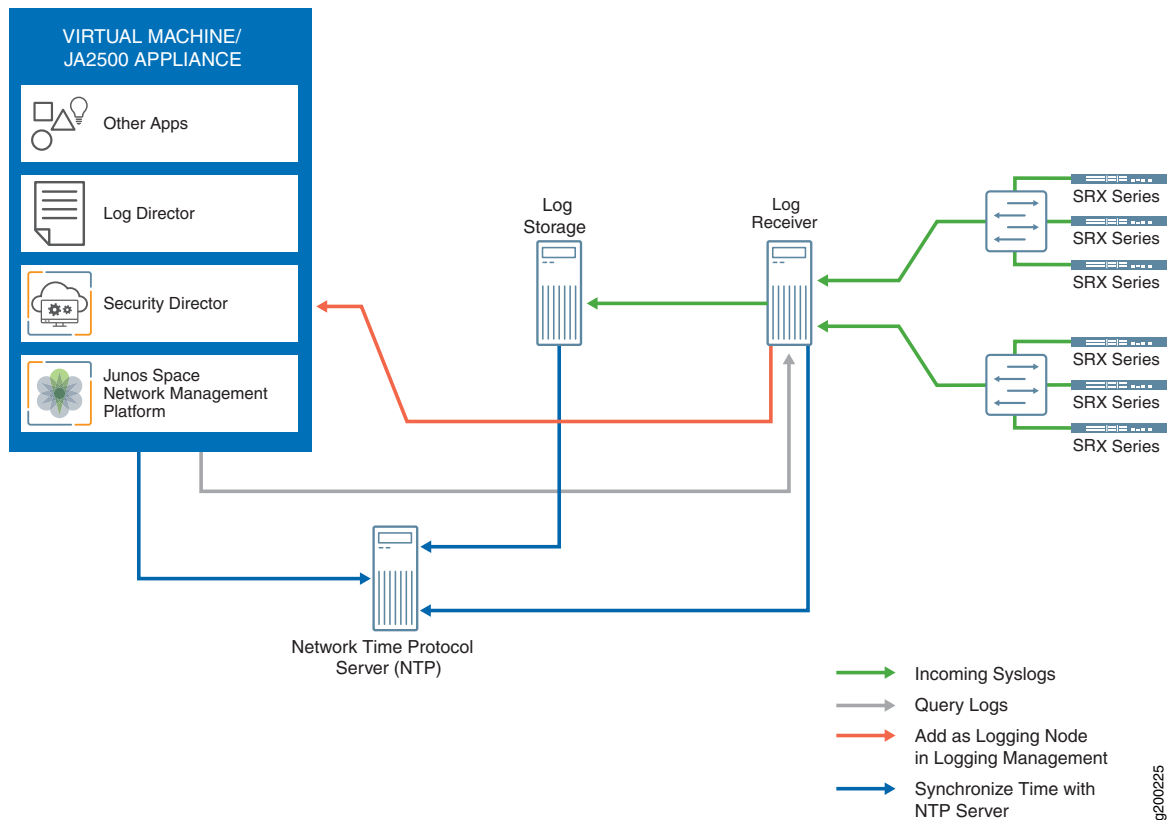 VIRTUAL MACHINE/
JA2500 APPLIANCE
Other Apps
Log Director
Security Director
Junos Space
Network Management
Platform
Log
Storage
Log
Receiver
SRX Series
SRX Series
SRX Series
SRX Series
SRX Series
SRX Series
Network Time Protocol
Server (NTP)
Incoming Syslogs
Query Logs
Add as Logging Node
in Logging Management
Synchronize Time with
NTP Server
g200225